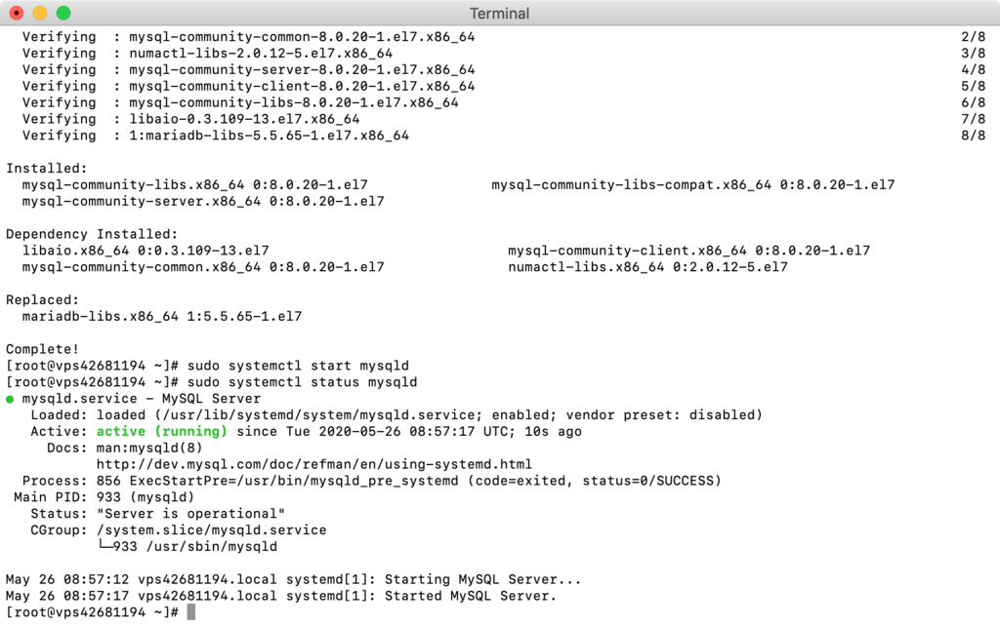 Terminal
Verifying  : mysql-community-common-8.0.20-1.el7.x86_64 2/8
Verifying  : numactl-libs-2.0.12-5.el7.x86_64 3/8
Verifying  : mysql-community-server-8.0.20-1.el7.x86_64 4/8
Verifying  : mysql-community-client-8.0.20-1.el7.x86_64 5/8
Verifying  : mysql-community-libs-8.0.20-1.el7.x86_64 6/8
Verifying  : libaio-0.3.109-13.el7.x86_64 7/8
Verifying  : 1:mariadb-libs-5.5.65-1.el7.x86_64 8/8
Installed:
mysql-community-libs.x86_64 0:8.0.20-1.el7 mysql-community-libs-compat.x86_64 0:8.0.20-1.el7
mysql-community-server.x86_64 0:8.0.20-1.el7
Dependency Installed:
libaio.x86_64 0:0.3.109-13.el7 mysql-community-client.x86_64 0:8.0.20-1.el7
mysql-community-common.x86_64 0:8.0.20-1.el7 numactl-libs.x86_64 0:2.0.12-5.el7
Replaced:
mariadb-libs.x86_64 1:5.5.65-1.el7
Complete!
[root@vps42681194 ~]# sudo systemctl start mysqld
[root@vps42681194 ~]# sudo systemctl status mysqld
● mysqld.service - MySQL Server
Loaded: loaded (/usr/lib/systemd/system/mysqld.service; enabled; vendor preset: disabled)
Active: active (running) since Tue 2020-05-26 08:57:17 UTC; 10s ago
Docs: man:mysqld(8)
http://dev.mysql.com/doc/refman/en/using-systemd.html
Process: 856 ExecStartPre=/usr/bin/mysqld_pre_systemd (code=exited, status=0/SUCCESS)
Main PID: 933 (mysqld)
Status: "Server is operational"
CGroup: /system.slice/mysqld.service
└─933 /usr/sbin/mysqld
May 26 08:57:12 vps42681194.local systemd[1]: Starting MySQL Server...
May 26 08:57:17 vps42681194.local systemd[1]: Started MySQL Server.
[root@vps42681194 ~]#